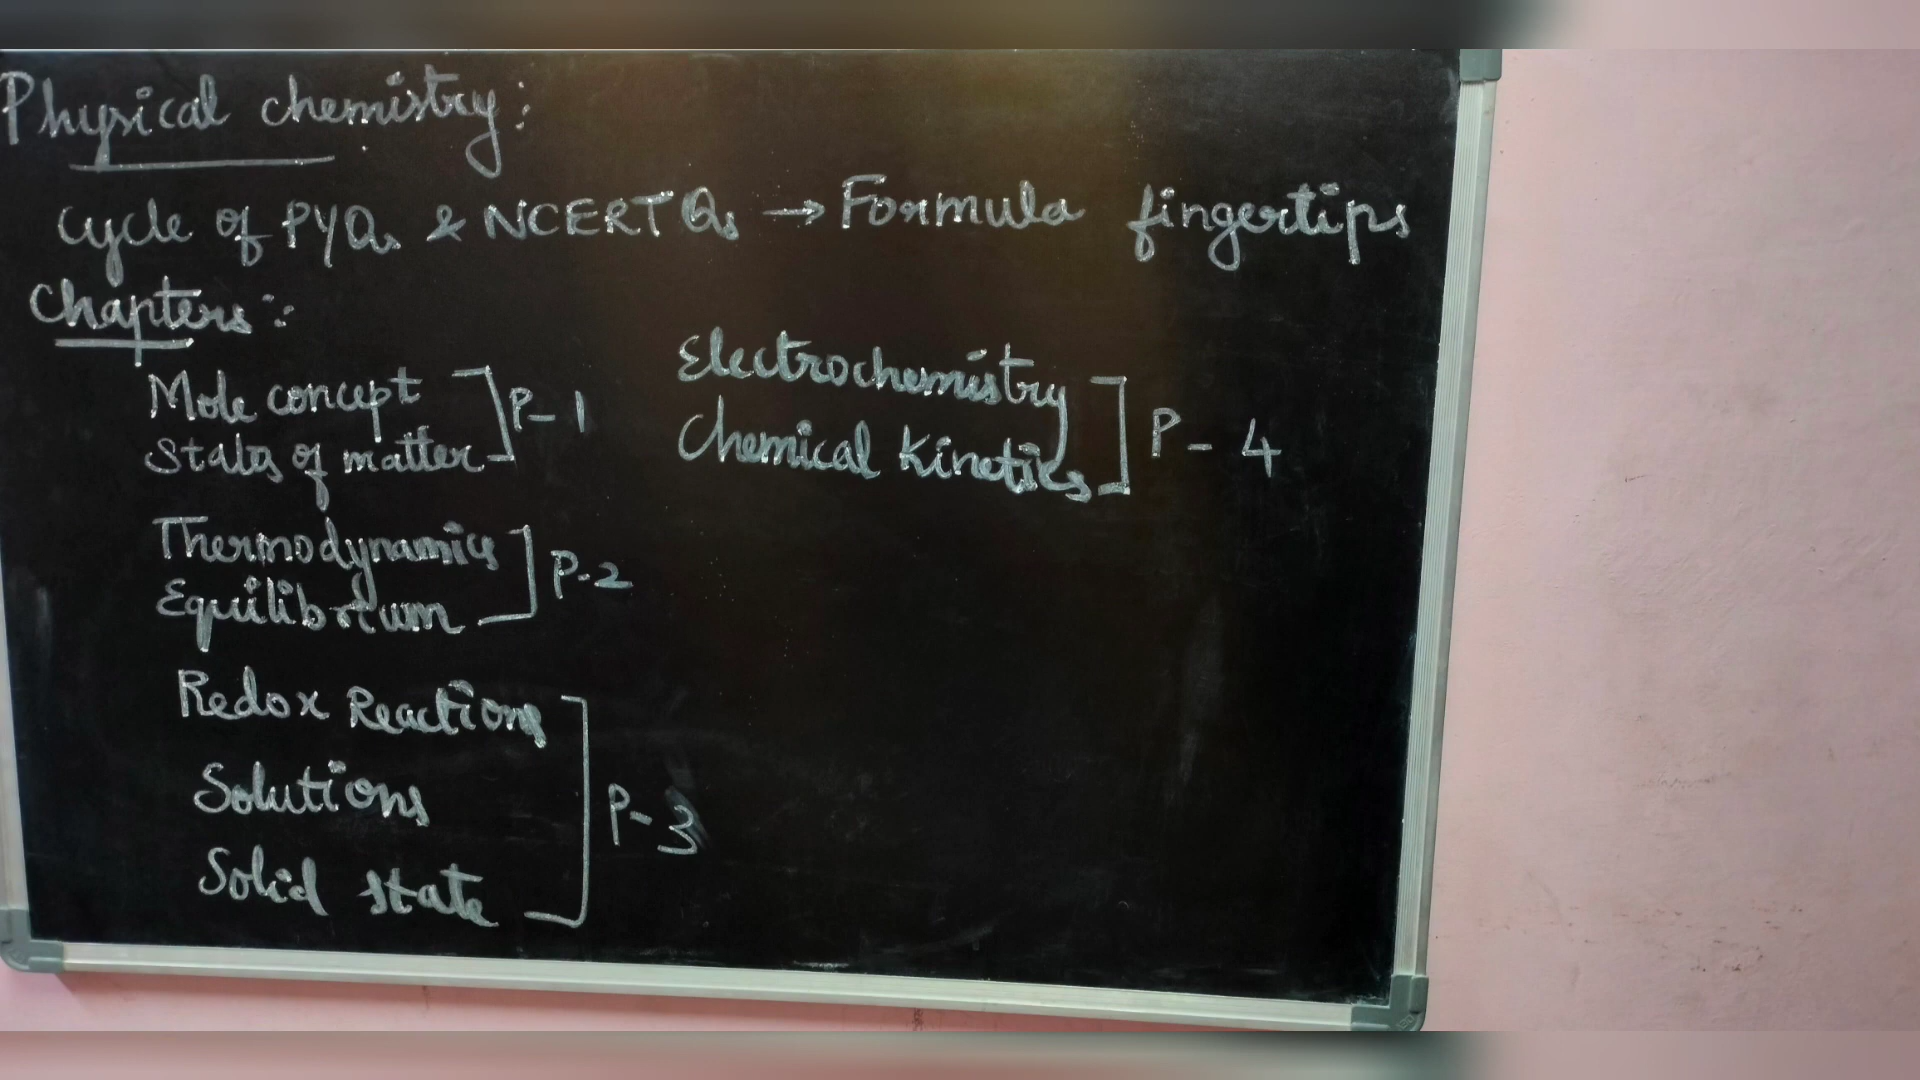 Physical chemistry:
cycle of PYQs & NCERT Qs → Formula fingertips
Chapters:
Mole concept
States of matter
P-1
Thermodynamics
Equilibrium
P-2
Redox Reactions
Solutions
Solid state
P-3
Electrochemistry
Chemical Kinetics
P-4